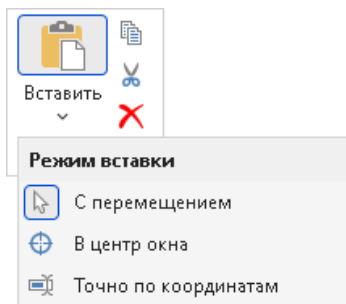 Вставить
Режим вставки
С перемещением
В центр окна
Точно по координатам